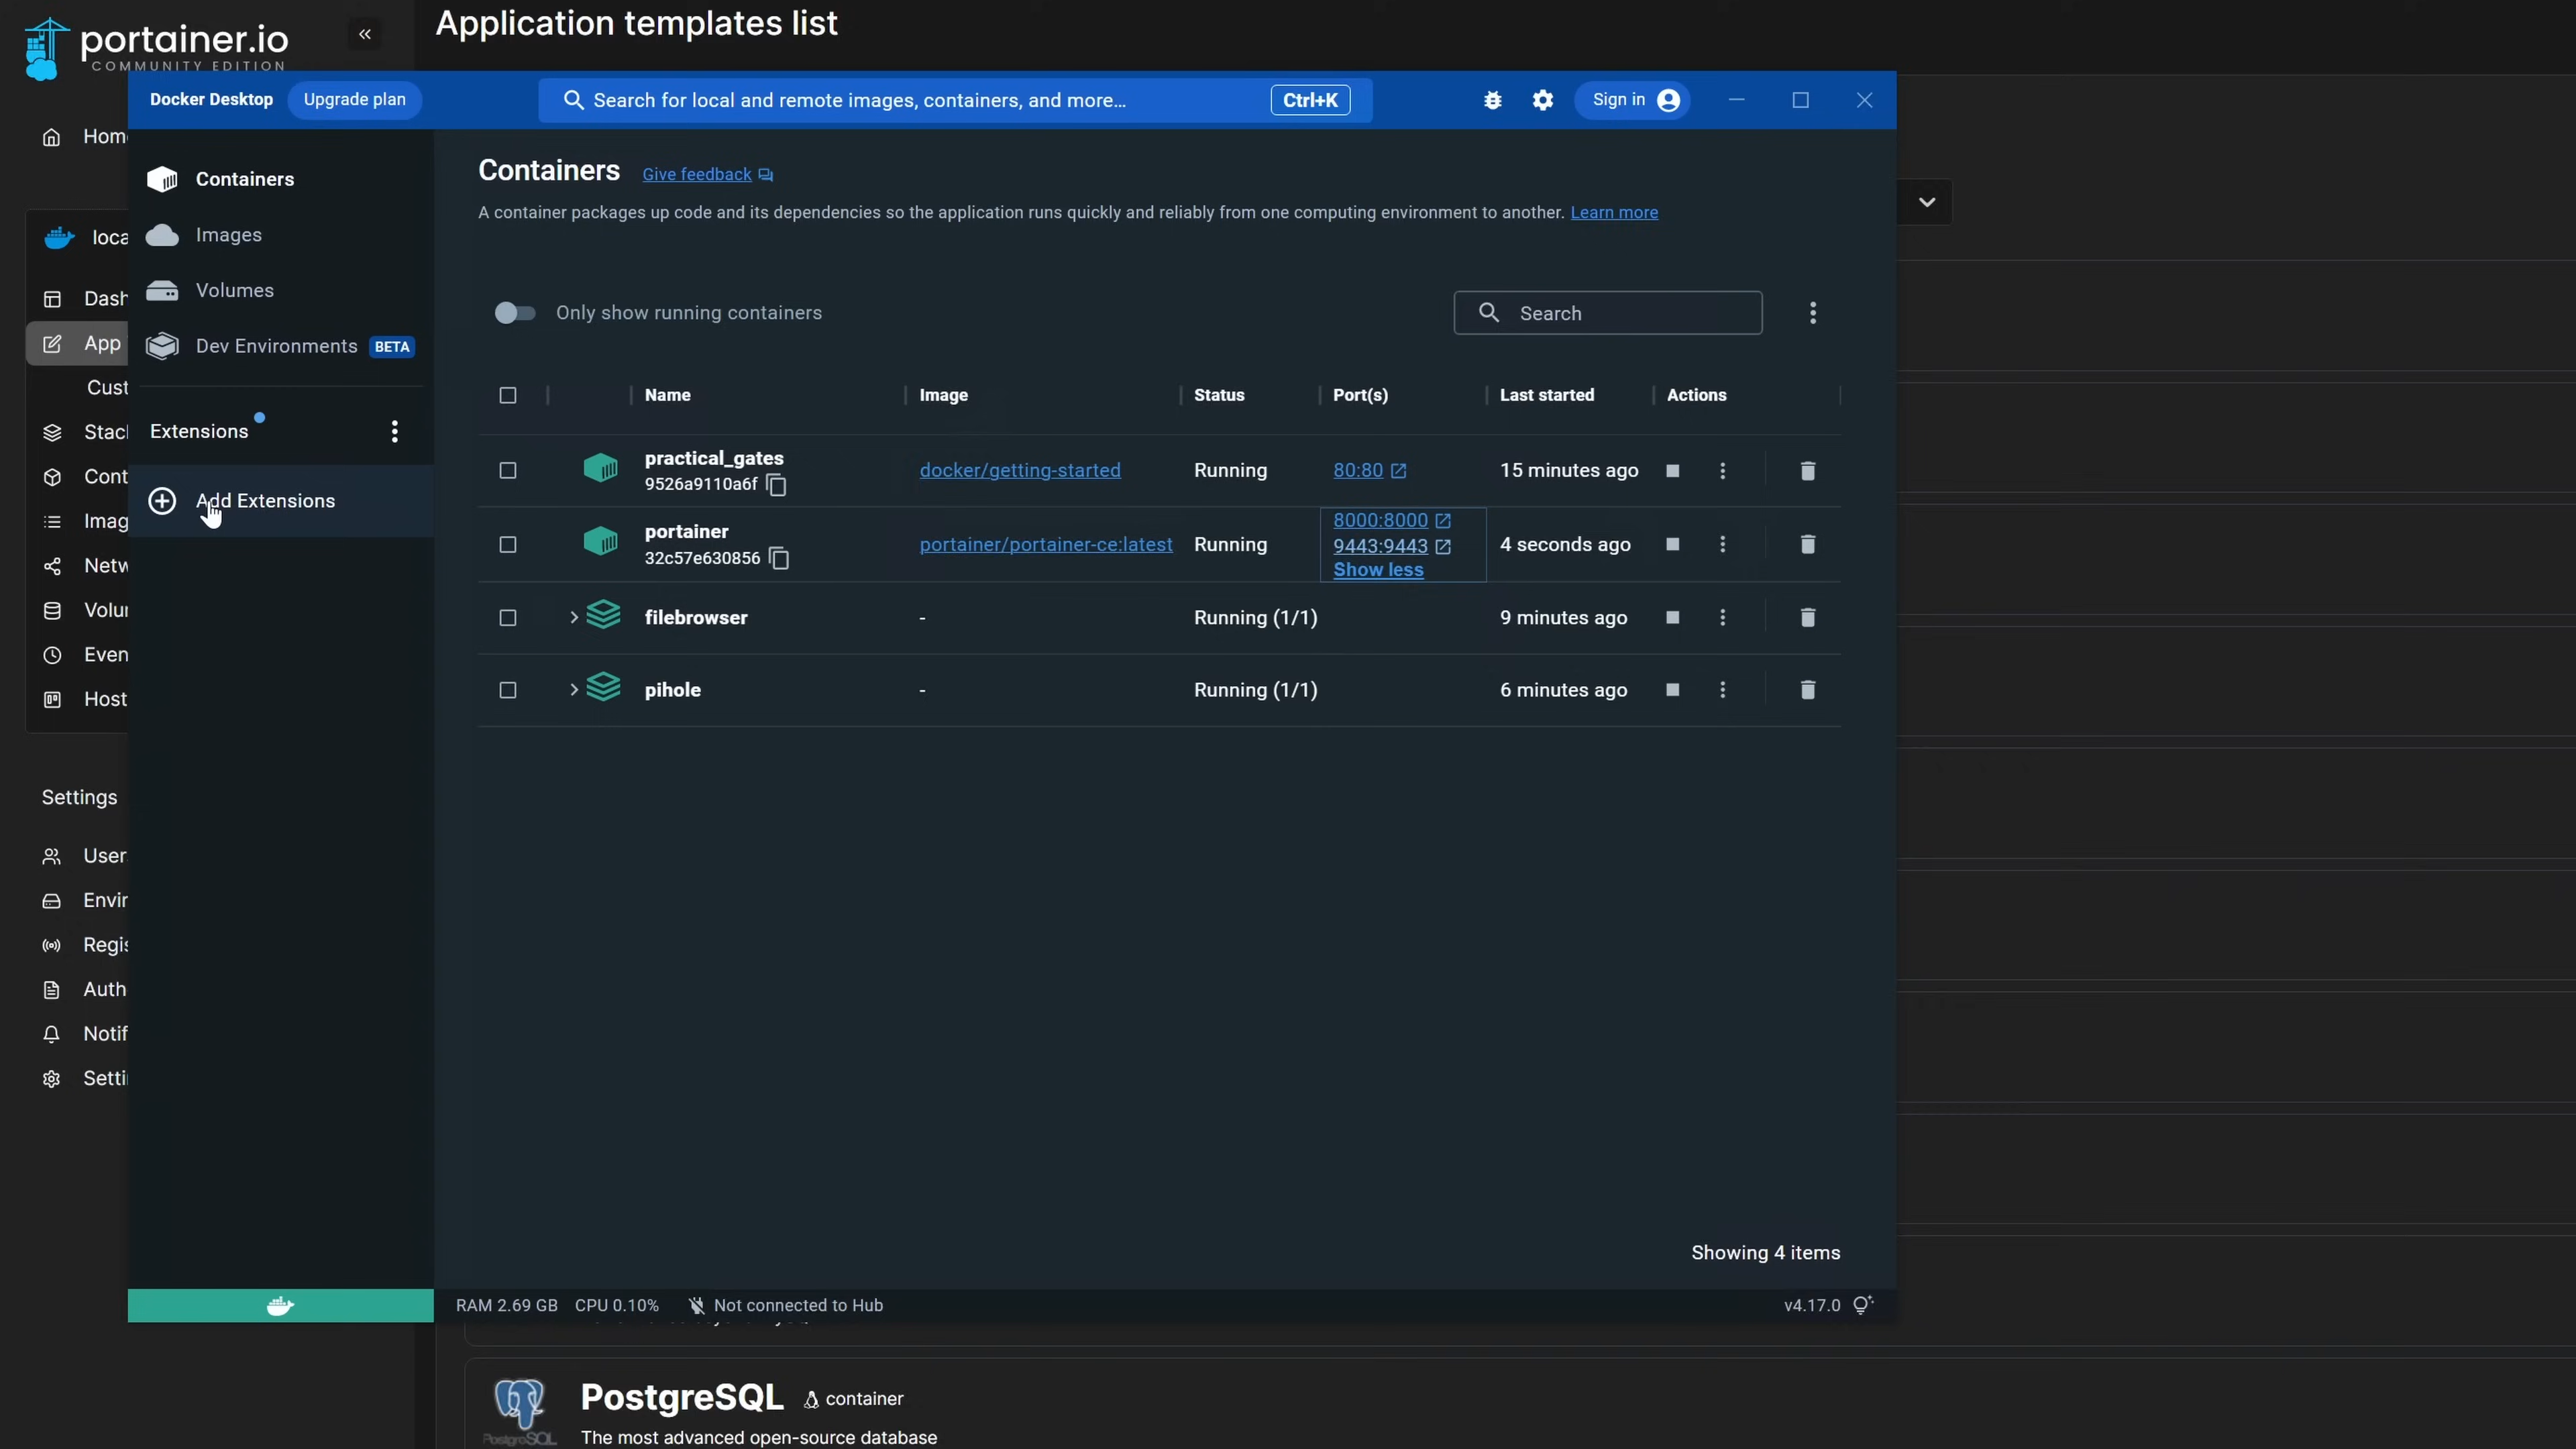 portainer.io
COMMUNITY EDITION
Application templates list
Docker Desktop
Upgrade plan
Search for local and remote images, containers, and more...
Ctrl+K
Sign in
Hom
loca
Dash
App
Cust
Stac
Cont
Imag
Netw
Volu
Even
Host
Settings
User
Envir
Regis
Auth
Notif
Setti
Containers
Images
Volumes
Dev Environments BETA
Extensions
Add Extensions
Containers Give feedback
A container packages up code and its dependencies so the application runs quickly and reliably from one computing environment to another. Learn more
Only show running containers
Search
Name Image Status Port(s) Last started Actions
practical_gates
9526a9110a6f
docker/getting-started Running 80:80 15 minutes ago
portainer
32c57e630856
portainer/portainer-ce:latest Running
8000:8000
9443:9443
Show less
4 seconds ago
filebrowser - Running (1/1) 9 minutes ago
pihole - Running (1/1) 6 minutes ago
Showing 4 items
RAM 2.69 GB CPU 0.10% Not connected to Hub v4.17.0
PostgreSQL container
PostgreSQL
The most advanced open-source database